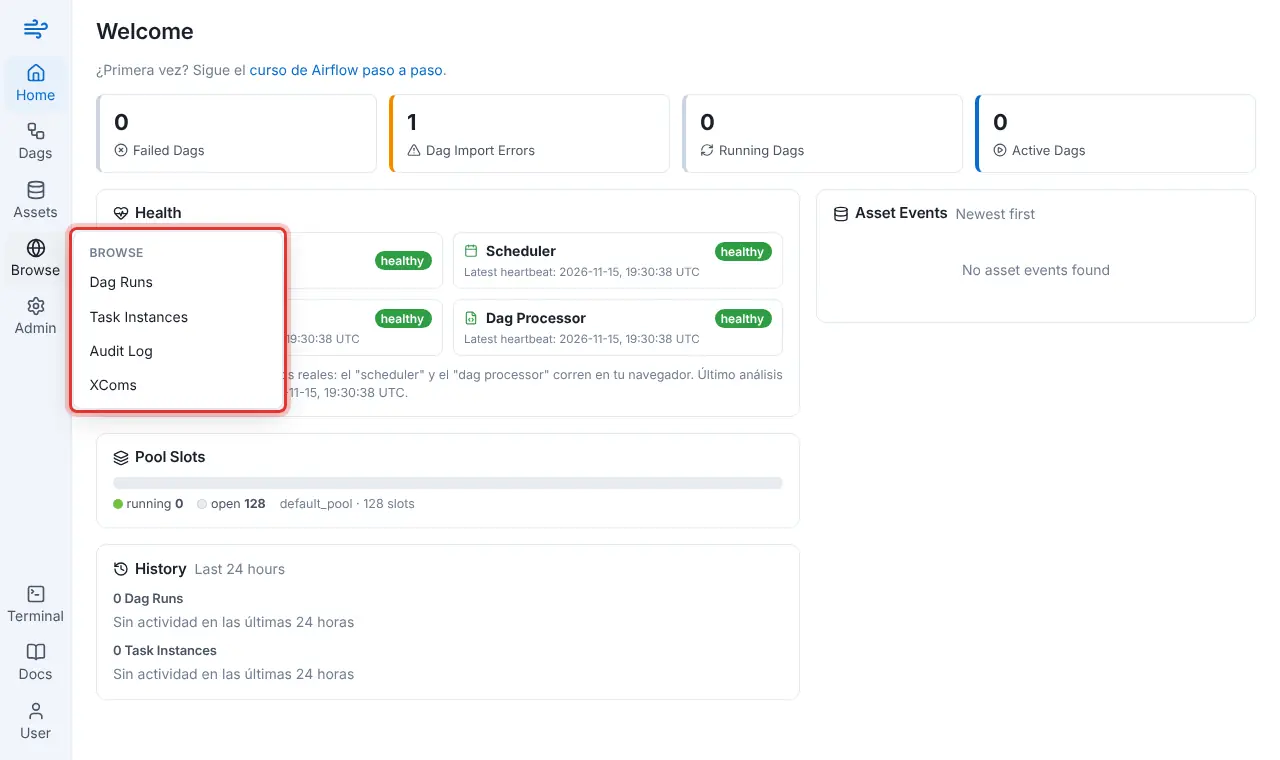 Welcome
¿Primera vez? Sigue el curso de Airflow paso a paso.
0
Failed Dags
1
Dag Import Errors
0
Running Dags
0
Active Dags
Home
Dags
Assets
Browse
Admin
Terminal
Docs
User
Health
healthy
Scheduler
healthy
Latest heartbeat: 2026-11-15, 19:30:38 UTC
healthy
19:30:38 UTC
Dag Processor
healthy
Latest heartbeat: 2026-11-15, 19:30:38 UTC
s reales: el "scheduler" y el "dag processor" corren en tu navegador. Último análisis
-11-15, 19:30:38 UTC.
BROWSE
Dag Runs
Task Instances
Audit Log
XComs
Asset Events Newest first
No asset events found
Pool Slots
running 0 open 128 default_pool · 128 slots
History Last 24 hours
0 Dag Runs
Sin actividad en las últimas 24 horas
0 Task Instances
Sin actividad en las últimas 24 horas